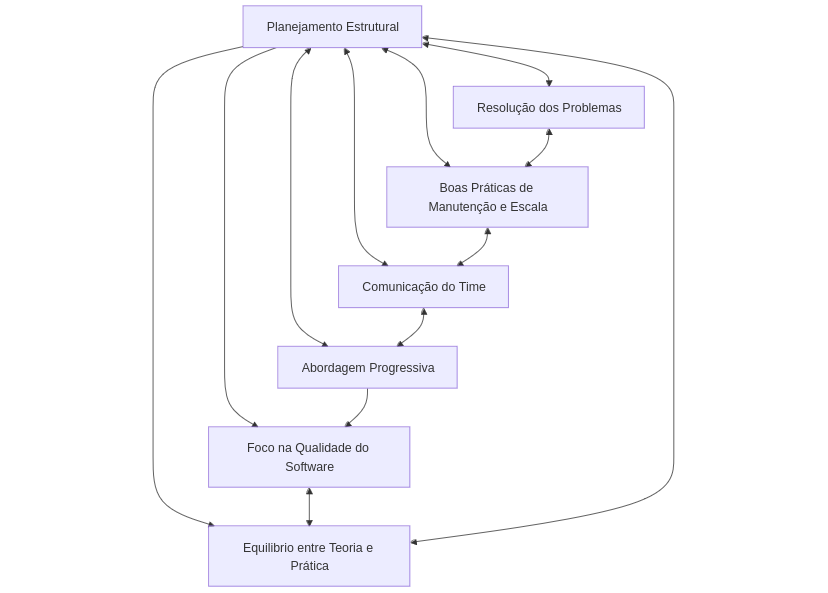 Planejamento Estrutural
Resolução dos Problemas
Boas Práticas de
Manutenção e Escala
Comunicação do Time
Abordagem Progressiva
Foco na Qualidade do
Software
Equilibrio entre Teoria e
Prática